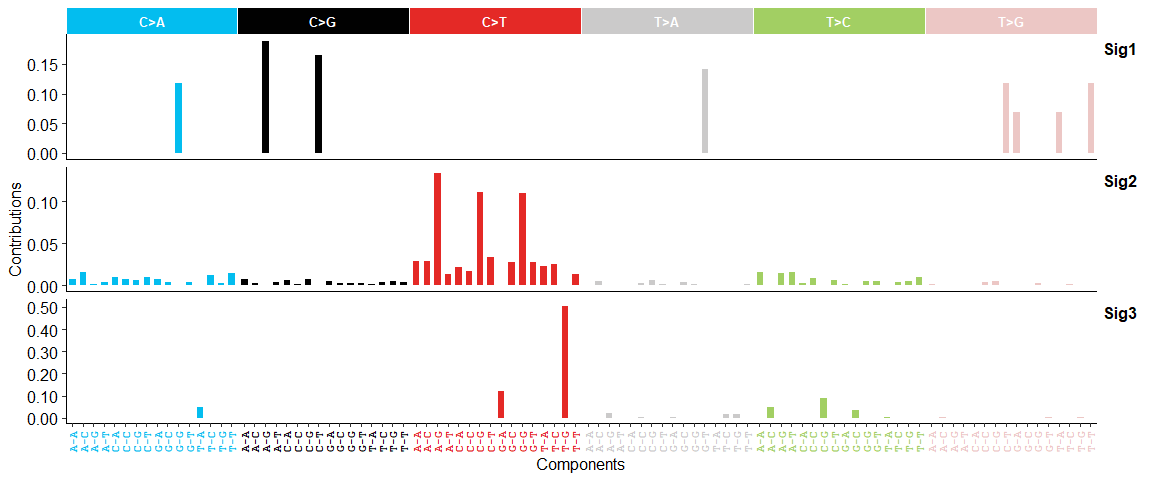 C>A C>G C>T T>A T>C T>G
Sig1
0.15
0.10
0.05
0.00
Sig2
0.10
0.05
0.00
Sig3
0.50
0.40
0.30
0.20
0.10
0.00
Contributions
A-A A-C A-G A-T C-A C-C C-G C-T G-A G-C G-G G-T T-A T-C T-G T-T A-A A-C A-G A-T C-A C-C C-G C-T G-A G-C G-G G-T T-A T-C T-G T-T A-A A-C A-G A-T C-A C-C C-G C-T G-A G-C G-G G-T T-A T-C T-G T-T A-A A-C A-G A-T C-A C-C C-G C-T G-A G-C G-G G-T T-A T-C T-G T-T A-A A-C A-G A-T C-A C-C C-G C-T G-A G-C G-G G-T T-A T-C T-G T-T A-A A-C A-G A-T C-A C-C C-G C-T G-A G-C G-G G-T T-A T-C T-G T-T
Components